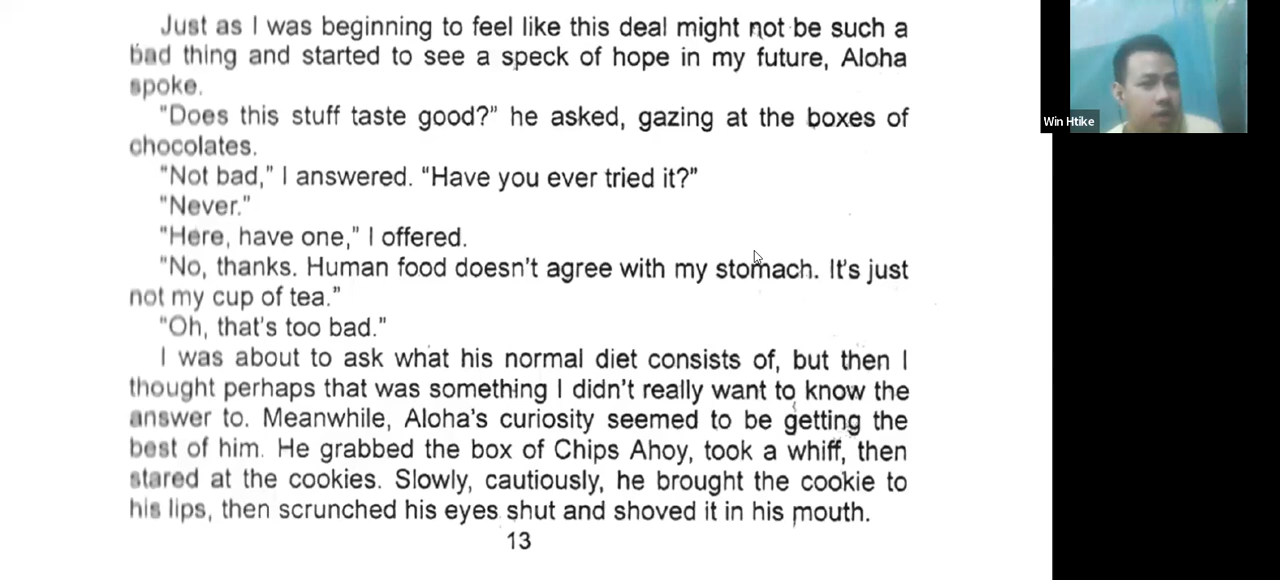 Just as I was beginning to feel like this deal might not be such a
bad thing and started to see a speck of hope in my future, Aloha
spoke.
"Does this stuff taste good?" he asked, gazing at the boxes of
chocolates.
"Not bad," I answered. "Have you ever tried it?"
"Never."
"Here, have one," I offered.
"No, thanks. Human food doesn't agree with my stomach. It's just
not my cup of tea."
"Oh, that's too bad."
I was about to ask what his normal diet consists of, but then I
thought perhaps that was something I didn't really want to know the
answer to. Meanwhile, Aloha's curiosity seemed to be getting the
best of him. He grabbed the box of Chips Ahoy, took a whiff, then
stared at the cookies. Slowly, cautiously, he brought the cookie to
his lips, then scrunched his eyes shut and shoved it in his mouth.
13
Win Htike